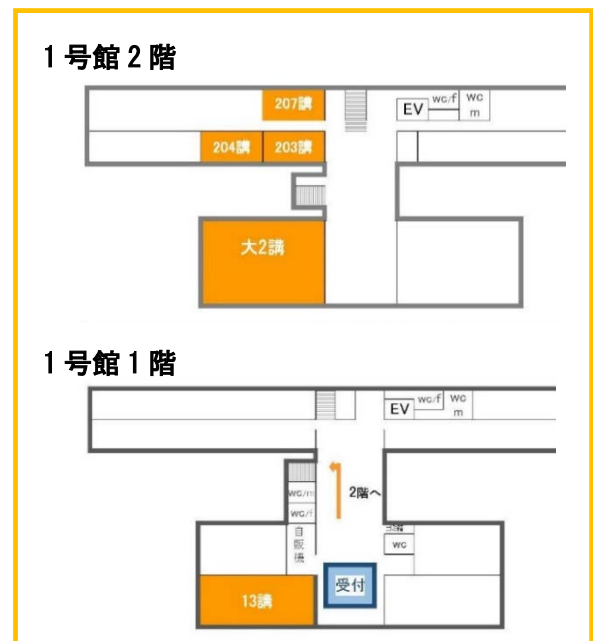 1号館2階
207講
EV
wc/f
wc
m
204講
203講
大2講
1号館1階
EV
wc/f
wc
m
2階へ
wc/m
wc/f
自
販
機
wc
受付
13講